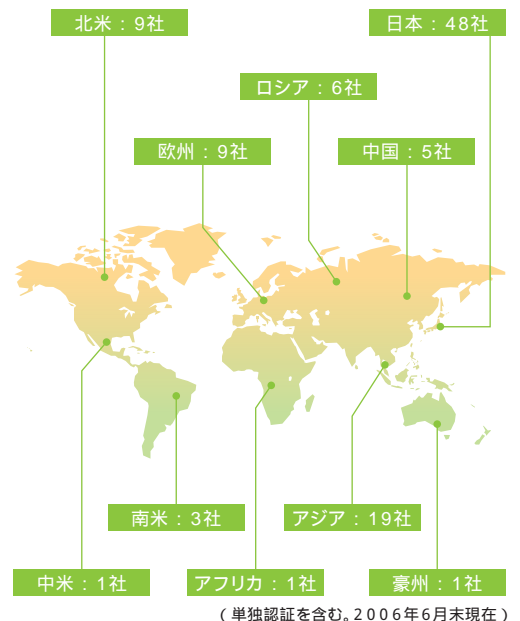 北米：9社
日本：48社
ロシア：6社
欧州：9社
中国：5社
南米：3社
アジア：19社
中米：1社
アフリカ：1社
豪州：1社
（単独認証を含む。2006年6月末現在）